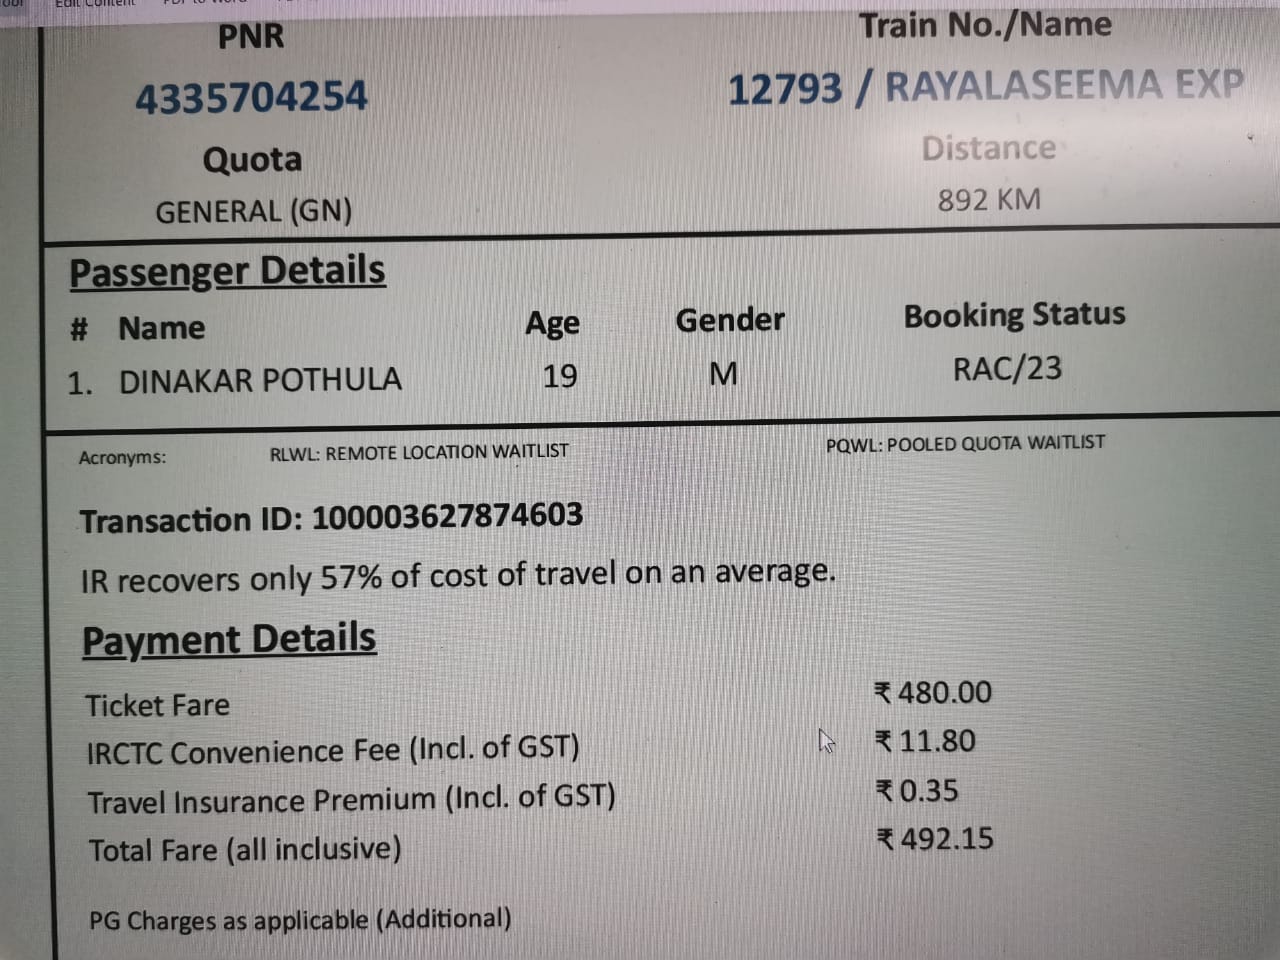 Edit Content
PNR
Train No./Name
4335704254
12793 / RAYALASEEMA EXP
Quota
Distance
GENERAL (GN)
892 KM
Passenger Details
# Name Age Gender Booking Status
1. DINAKAR POTHULA 19 M RAC/23
Acronyms: RLWL: REMOTE LOCATION WAITLIST PQWL: POOLED QUOTA WAITLIST
Transaction ID: 100003627874603
IR recovers only 57% of cost of travel on an average.
Payment Details
Ticket Fare ₹ 480.00
IRCTC Convenience Fee (Incl. of GST) ₹ 11.80
Travel Insurance Premium (Incl. of GST) ₹ 0.35
Total Fare (all inclusive) ₹ 492.15
PG Charges as applicable (Additional)